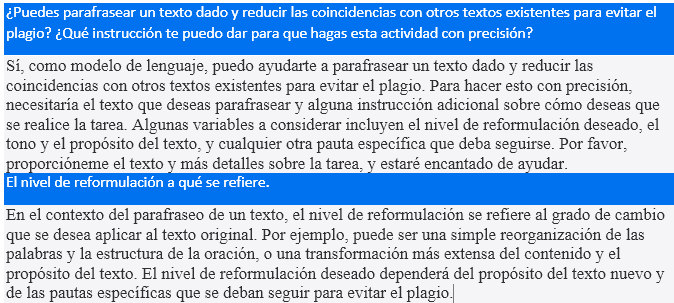 ¿Puedes parafrasear un texto dado y reducir las coincidencias con otros textos existentes para evitar el
plagio? ¿Qué instrucción te puedo dar para que hagas esta actividad con precisión?
Sí, como modelo de lenguaje, puedo ayudarte a parafrasear un texto dado y reducir las
coincidencias con otros textos existentes para evitar el plagio. Para hacer esto con precisión,
necesitaría el texto que deseas parafrasear y alguna instrucción adicional sobre cómo deseas que
se realice la tarea. Algunas variables a considerar incluyen el nivel de reformulación deseado, el
tono y el propósito del texto, y cualquier otra pauta específica que deba seguirse. Por favor,
proporcióneme el texto y más detalles sobre la tarea, y estaré encantado de ayudar.
El nivel de reformulación a qué se refiere.
En el contexto del parafraseo de un texto, el nivel de reformulación se refiere al grado de cambio
que se desea aplicar al texto original. Por ejemplo, puede ser una simple reorganización de las
palabras y la estructura de la oración, o una transformación más extensa del contenido y el
propósito del texto. El nivel de reformulación deseado dependerá del propósito del texto nuevo y
de las pautas específicas que se deban seguir para evitar el plagio.